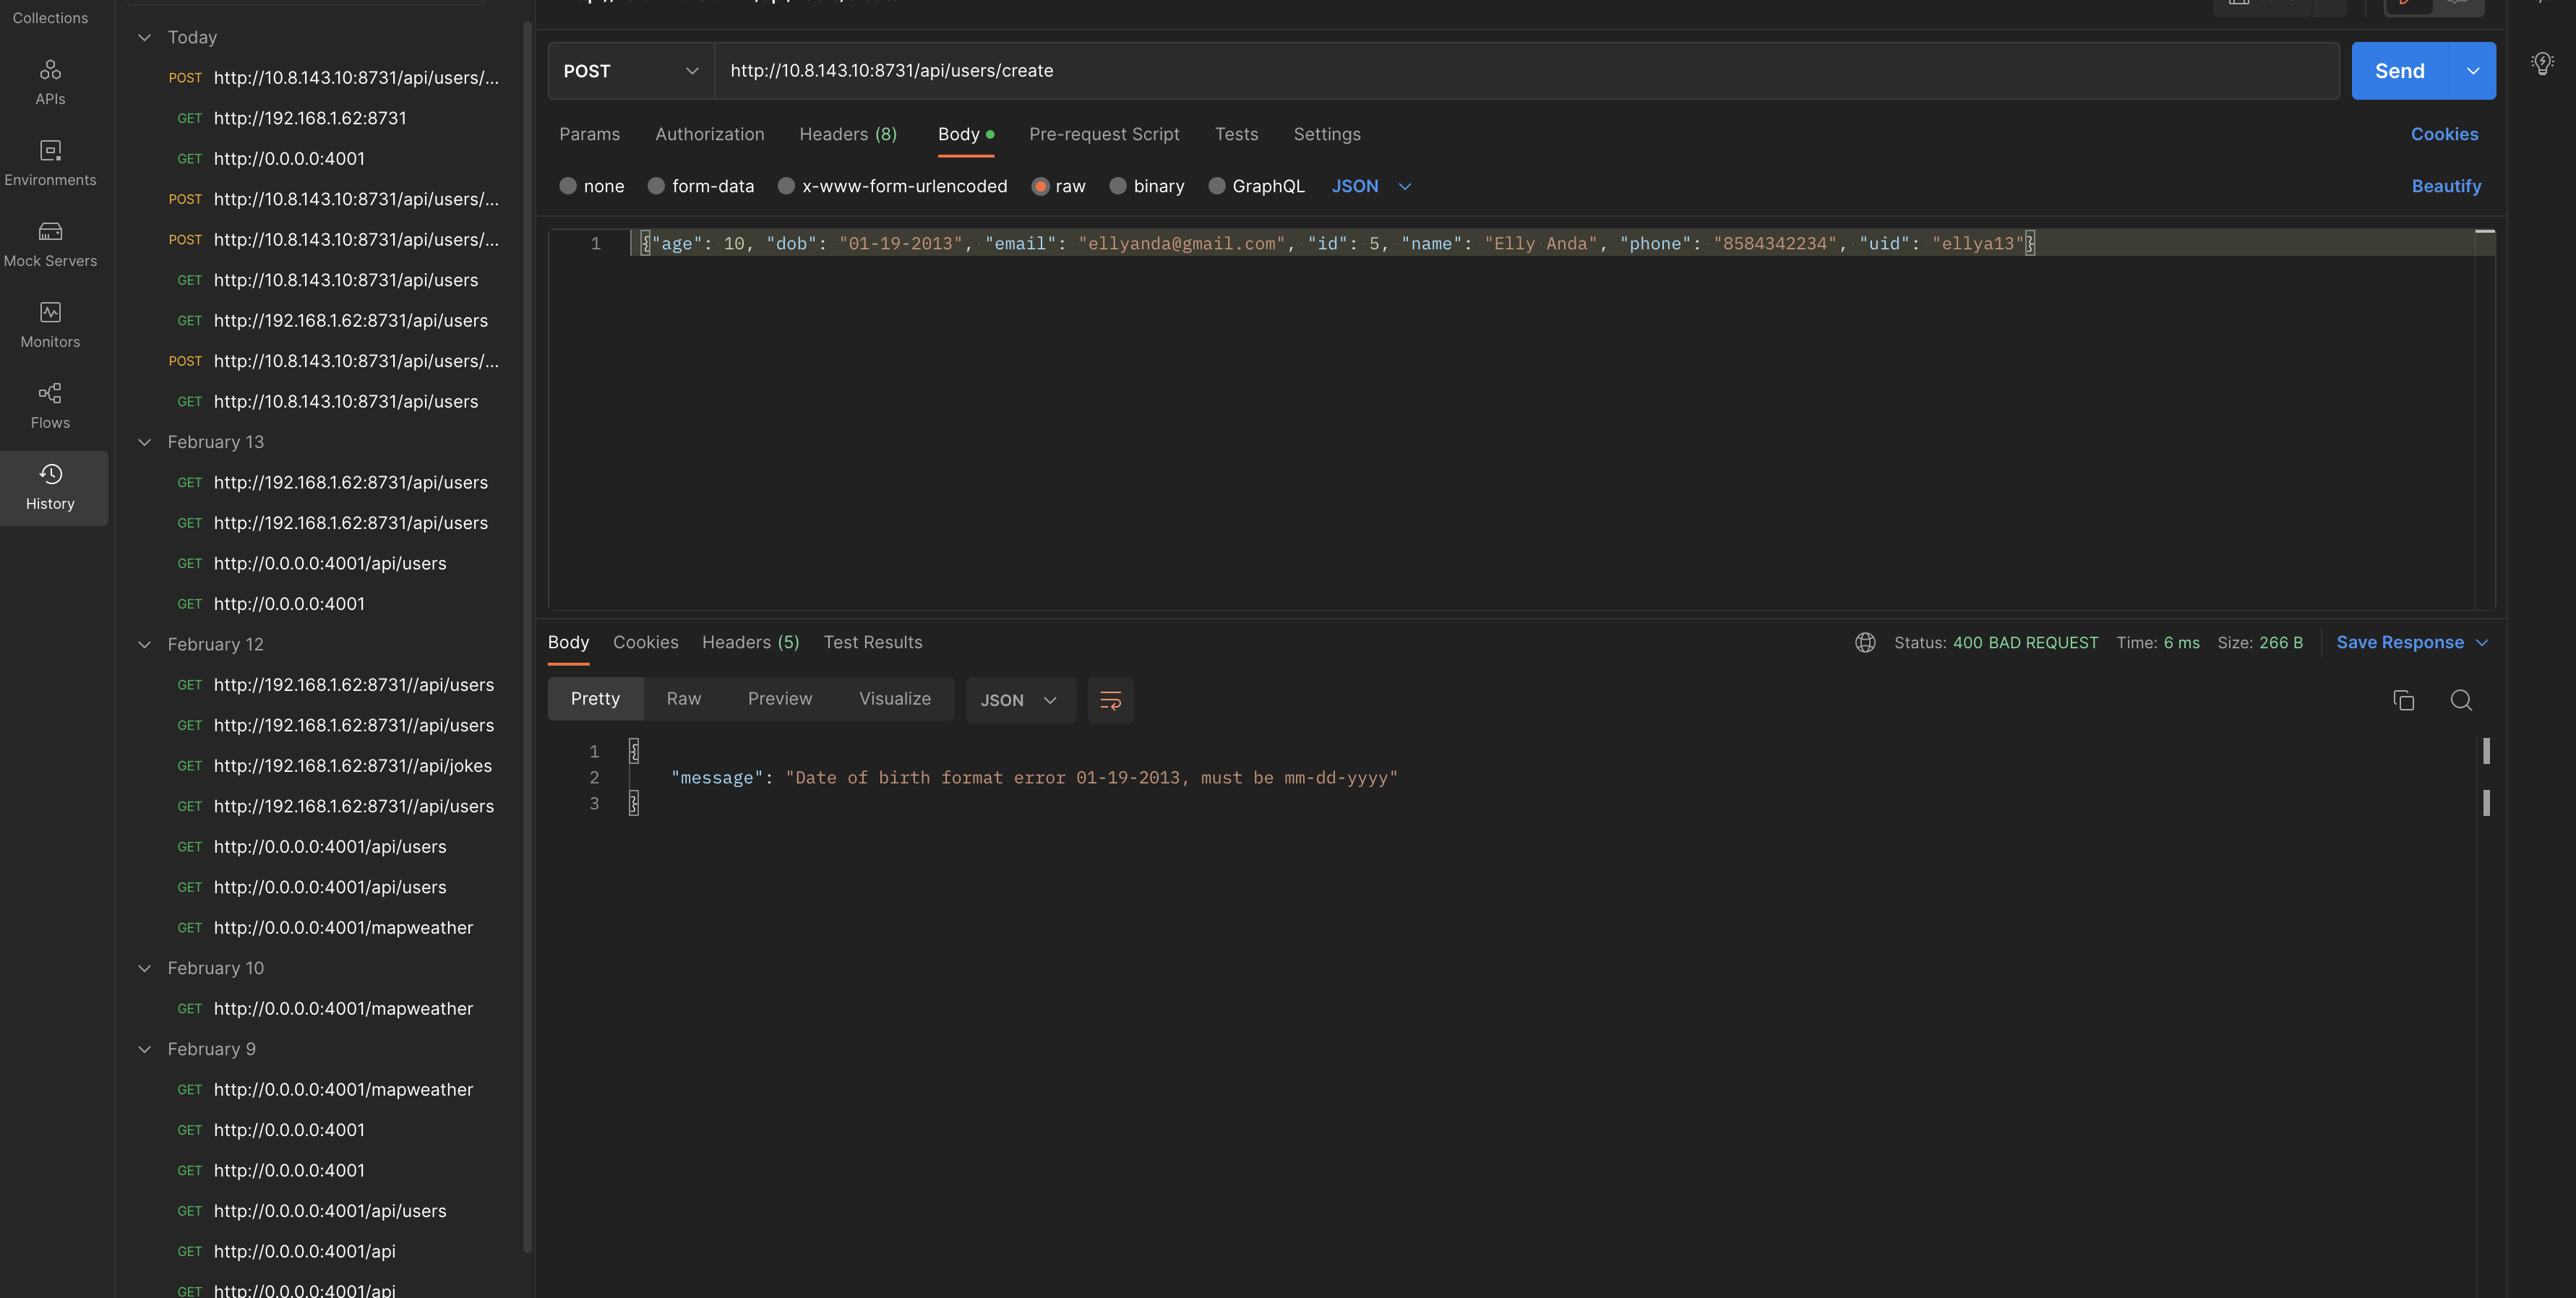 Collections
APIs
Environments
Mock Servers
Monitors
Flows
History
Today
POST http://10.8.143.10:8731/api/users/...
GET http://192.168.1.62:8731
GET http://0.0.0.0:4001
POST http://10.8.143.10:8731/api/users/...
POST http://10.8.143.10:8731/api/users/...
GET http://10.8.143.10:8731/api/users
GET http://192.168.1.62:8731/api/users
POST http://10.8.143.10:8731/api/users/...
GET http://10.8.143.10:8731/api/users
February 13
GET http://192.168.1.62:8731/api/users
GET http://192.168.1.62:8731/api/users
GET http://0.0.0.0:4001/api/users
GET http://0.0.0.0:4001
February 12
GET http://192.168.1.62:8731//api/users
GET http://192.168.1.62:8731//api/users
GET http://192.168.1.62:8731//api/jokes
GET http://192.168.1.62:8731//api/users
GET http://0.0.0.0:4001/api/users
GET http://0.0.0.0:4001/api/users
GET http://0.0.0.0:4001/mapweather
February 10
GET http://0.0.0.0:4001/mapweather
February 9
GET http://0.0.0.0:4001/mapweather
GET http://0.0.0.0:4001
GET http://0.0.0.0:4001
GET http://0.0.0.0:4001/api/users
GET http://0.0.0.0:4001/api
GET http://0.0.0.0:4001/api
POST http://10.8.143.10:8731/api/users/create Send
Params Authorization Headers (8) Body Pre-request Script Tests Settings Cookies
none form-data x-www-form-urlencoded raw binary GraphQL JSON Beautify
1 {"age": 10, "dob": "01-19-2013", "email": "ellyanda@gmail.com", "id": 5, "name": "Elly Anda", "phone": "8584342234", "uid": "ellya13"}
Body Cookies Headers (5) Test Results Status: 400 BAD REQUEST Time: 6 ms Size: 266 B Save Response
Pretty Raw Preview Visualize JSON
1 {
2 "message": "Date of birth format error 01-19-2013, must be mm-dd-yyyy"
3 }